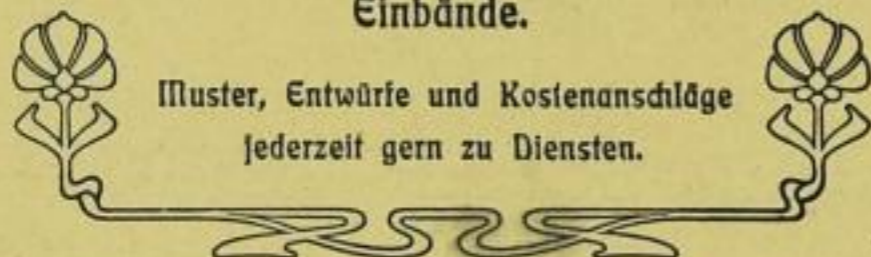 Einbände.
Muster, Entwürfe und Kostenanschläge
jederzeit gern zu Diensten.